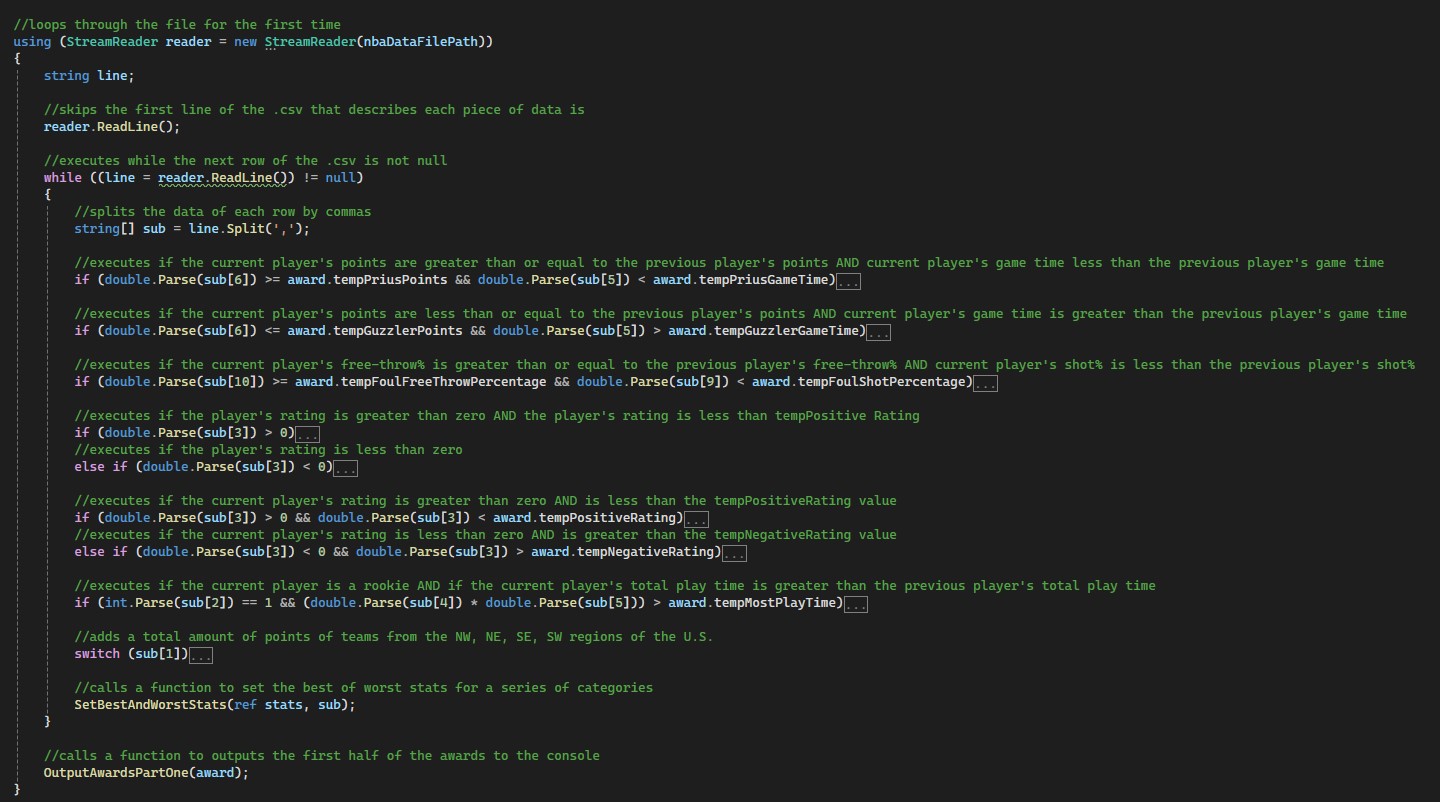 //loops through the file for the first time
using (StreamReader reader = new StreamReader(nbaDataFilePath))
{
string line;
//skips the first line of the .csv that describes each piece of data is
reader.ReadLine();
//executes while the next row of the .csv is not null
while ((line = reader.ReadLine()) != null)
{
//splits the data of each row by commas
string[] sub = line.Split(',');
//executes if the current player's points are greater than or equal to the previous player's points AND current player's game time less than the previous player's game time
if (double.Parse(sub[6]) >= award.tempPriusPoints && double.Parse(sub[5]) < award.tempPriusGameTime)...
//executes if the current player's points are less than or equal to the previous player's points AND current player's game time is greater than the previous player's game time
if (double.Parse(sub[6]) <= award.tempGuzzlerPoints && double.Parse(sub[5]) > award.tempGuzzlerGameTime)...
//executes if the current player's free-throw% is greater than or equal to the previous player's free-throw% AND current player's shot% is less than the previous player's shot%
if (double.Parse(sub[10]) >= award.tempFoulFreeThrowPercentage && double.Parse(sub[9]) < award.tempFoulShotPercentage)...
//executes if the player's rating is greater than zero AND the player's rating is less than tempPositive Rating
if (double.Parse(sub[3]) > 0)...
//executes if the player's rating is less than zero
else if (double.Parse(sub[3]) < 0)...
//executes if the current player's rating is greater than zero AND is less than the tempPositiveRating value
if (double.Parse(sub[3]) > 0 && double.Parse(sub[3]) < award.tempPositiveRating)...
//executes if the current player's rating is less than zero AND is greater than the tempNegativeRating value
else if (double.Parse(sub[3]) < 0 && double.Parse(sub[3]) > award.tempNegativeRating)...
//executes if the current player is a rookie AND if the current player's total play time is greater than the previous player's total play time
if (int.Parse(sub[2]) == 1 && (double.Parse(sub[4]) * double.Parse(sub[5])) > award.tempMostPlayTime)...
//adds a total amount of points of teams from the NW, NE, SE, SW regions of the U.S.
switch (sub[1])...
//calls a function to set the best of worst stats for a series of categories
SetBestAndWorstStats(ref stats, sub);
}
//calls a function to outputs the first half of the awards to the console
OutputAwardsPartOne(award);
}